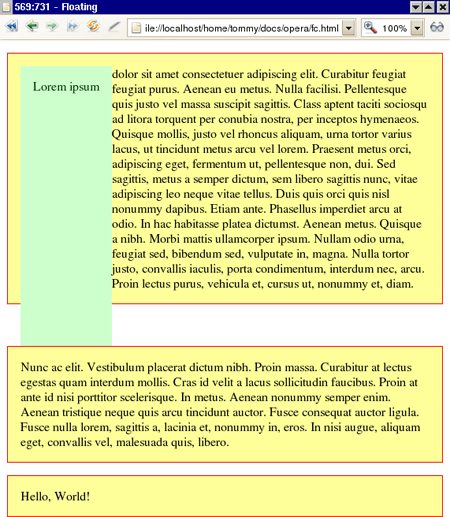 569:731 - Floating
ile://localhost/home/tommy/docs/opera/fc.html
100%
Lorem ipsum
dolor sit amet consectetuer adipiscing elit. Curabitur feugiat
feugiat purus. Aenean eu metus. Nulla facilisi. Pellentesque
quis justo vel massa suscipit sagittis. Class aptent taciti sociosqu
ad litora torquent per conubia nostra, per inceptos hymenaeos.
Quisque mollis, justo vel rhoncus aliquam, urna tortor varius
lacus, ut tincidunt metus arcu vel lorem. Praesent metus orci,
adipiscing eget, fermentum ut, pellentesque non, dui. Sed
sagittis, metus a semper dictum, sem libero sagittis nunc, vitae
adipiscing leo neque vitae tellus. Duis quis orci quis nisl
nonummy dapibus. Etiam ante. Phasellus imperdiet arcu at
odio. In hac habitasse platea dictumst. Aenean metus. Quisque
a nibh. Morbi mattis ullamcorper ipsum. Nullam odio urna,
feugiat sed, bibendum sed, vulputate in, magna. Nulla tortor
justo, convallis iaculis, porta condimentum, interdum nec, arcu.
Proin lectus purus, vehicula et, cursus ut, nonummy et, diam.
Nunc ac elit. Vestibulum placerat dictum nibh. Proin massa. Curabitur at lectus
egestas quam interdum mollis. Cras id velit a lacus sollicitudin faucibus. Proin at
ante id nisi porttitor scelerisque. In metus. Aenean nonummy semper enim.
Aenean tristique neque quis arcu tincidunt auctor. Fusce consequat auctor ligula.
Fusce nulla lorem, sagittis a, lacinia et, nonummy in, eros. In nisi augue, aliquam
eget, convallis vel, malesuada quis, libero.
Hello, World!